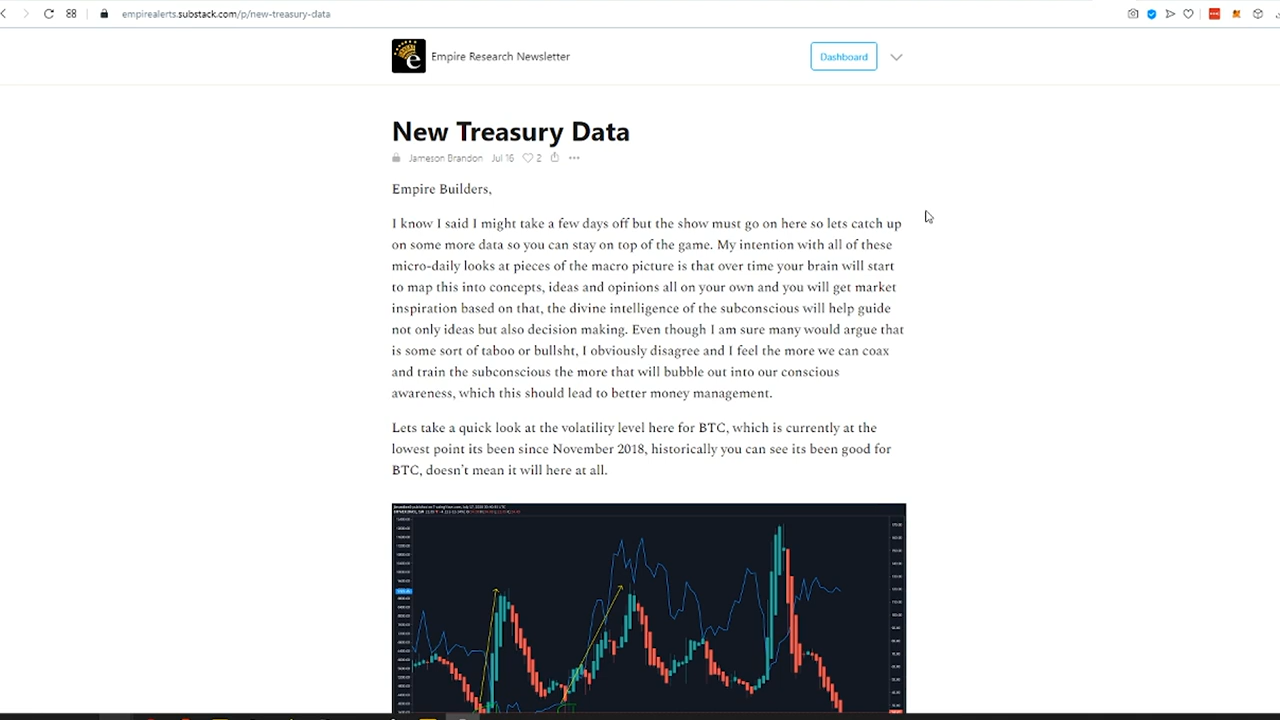 empirealerts.substack.com/p/new-treasury-data
Empire Research Newsletter
Dashboard
New Treasury Data
Jameson Brandon Jul 16 2
Empire Builders,
I know I said I might take a few days off but the show must go on here so lets catch up
on some more data so you can stay on top of the game. My intention with all of these
micro-daily looks at pieces of the macro picture is that over time your brain will start
to map this into concepts, ideas and opinions all on your own and you will get market
inspiration based on that, the divine intelligence of the subconscious will help guide
not only ideas but also decision making. Even though I am sure many would argue that
is some sort of taboo or bullsht, I obviously disagree and I feel the more we can coax
and train the subconscious the more that will bubble out into our conscious
awareness, which this should lead to better money management.
Lets take a quick look at the volatility level here for BTC, which is currently at the
lowest point its been since November 2018, historically you can see its been good for
BTC, doesn't mean it will here at all.